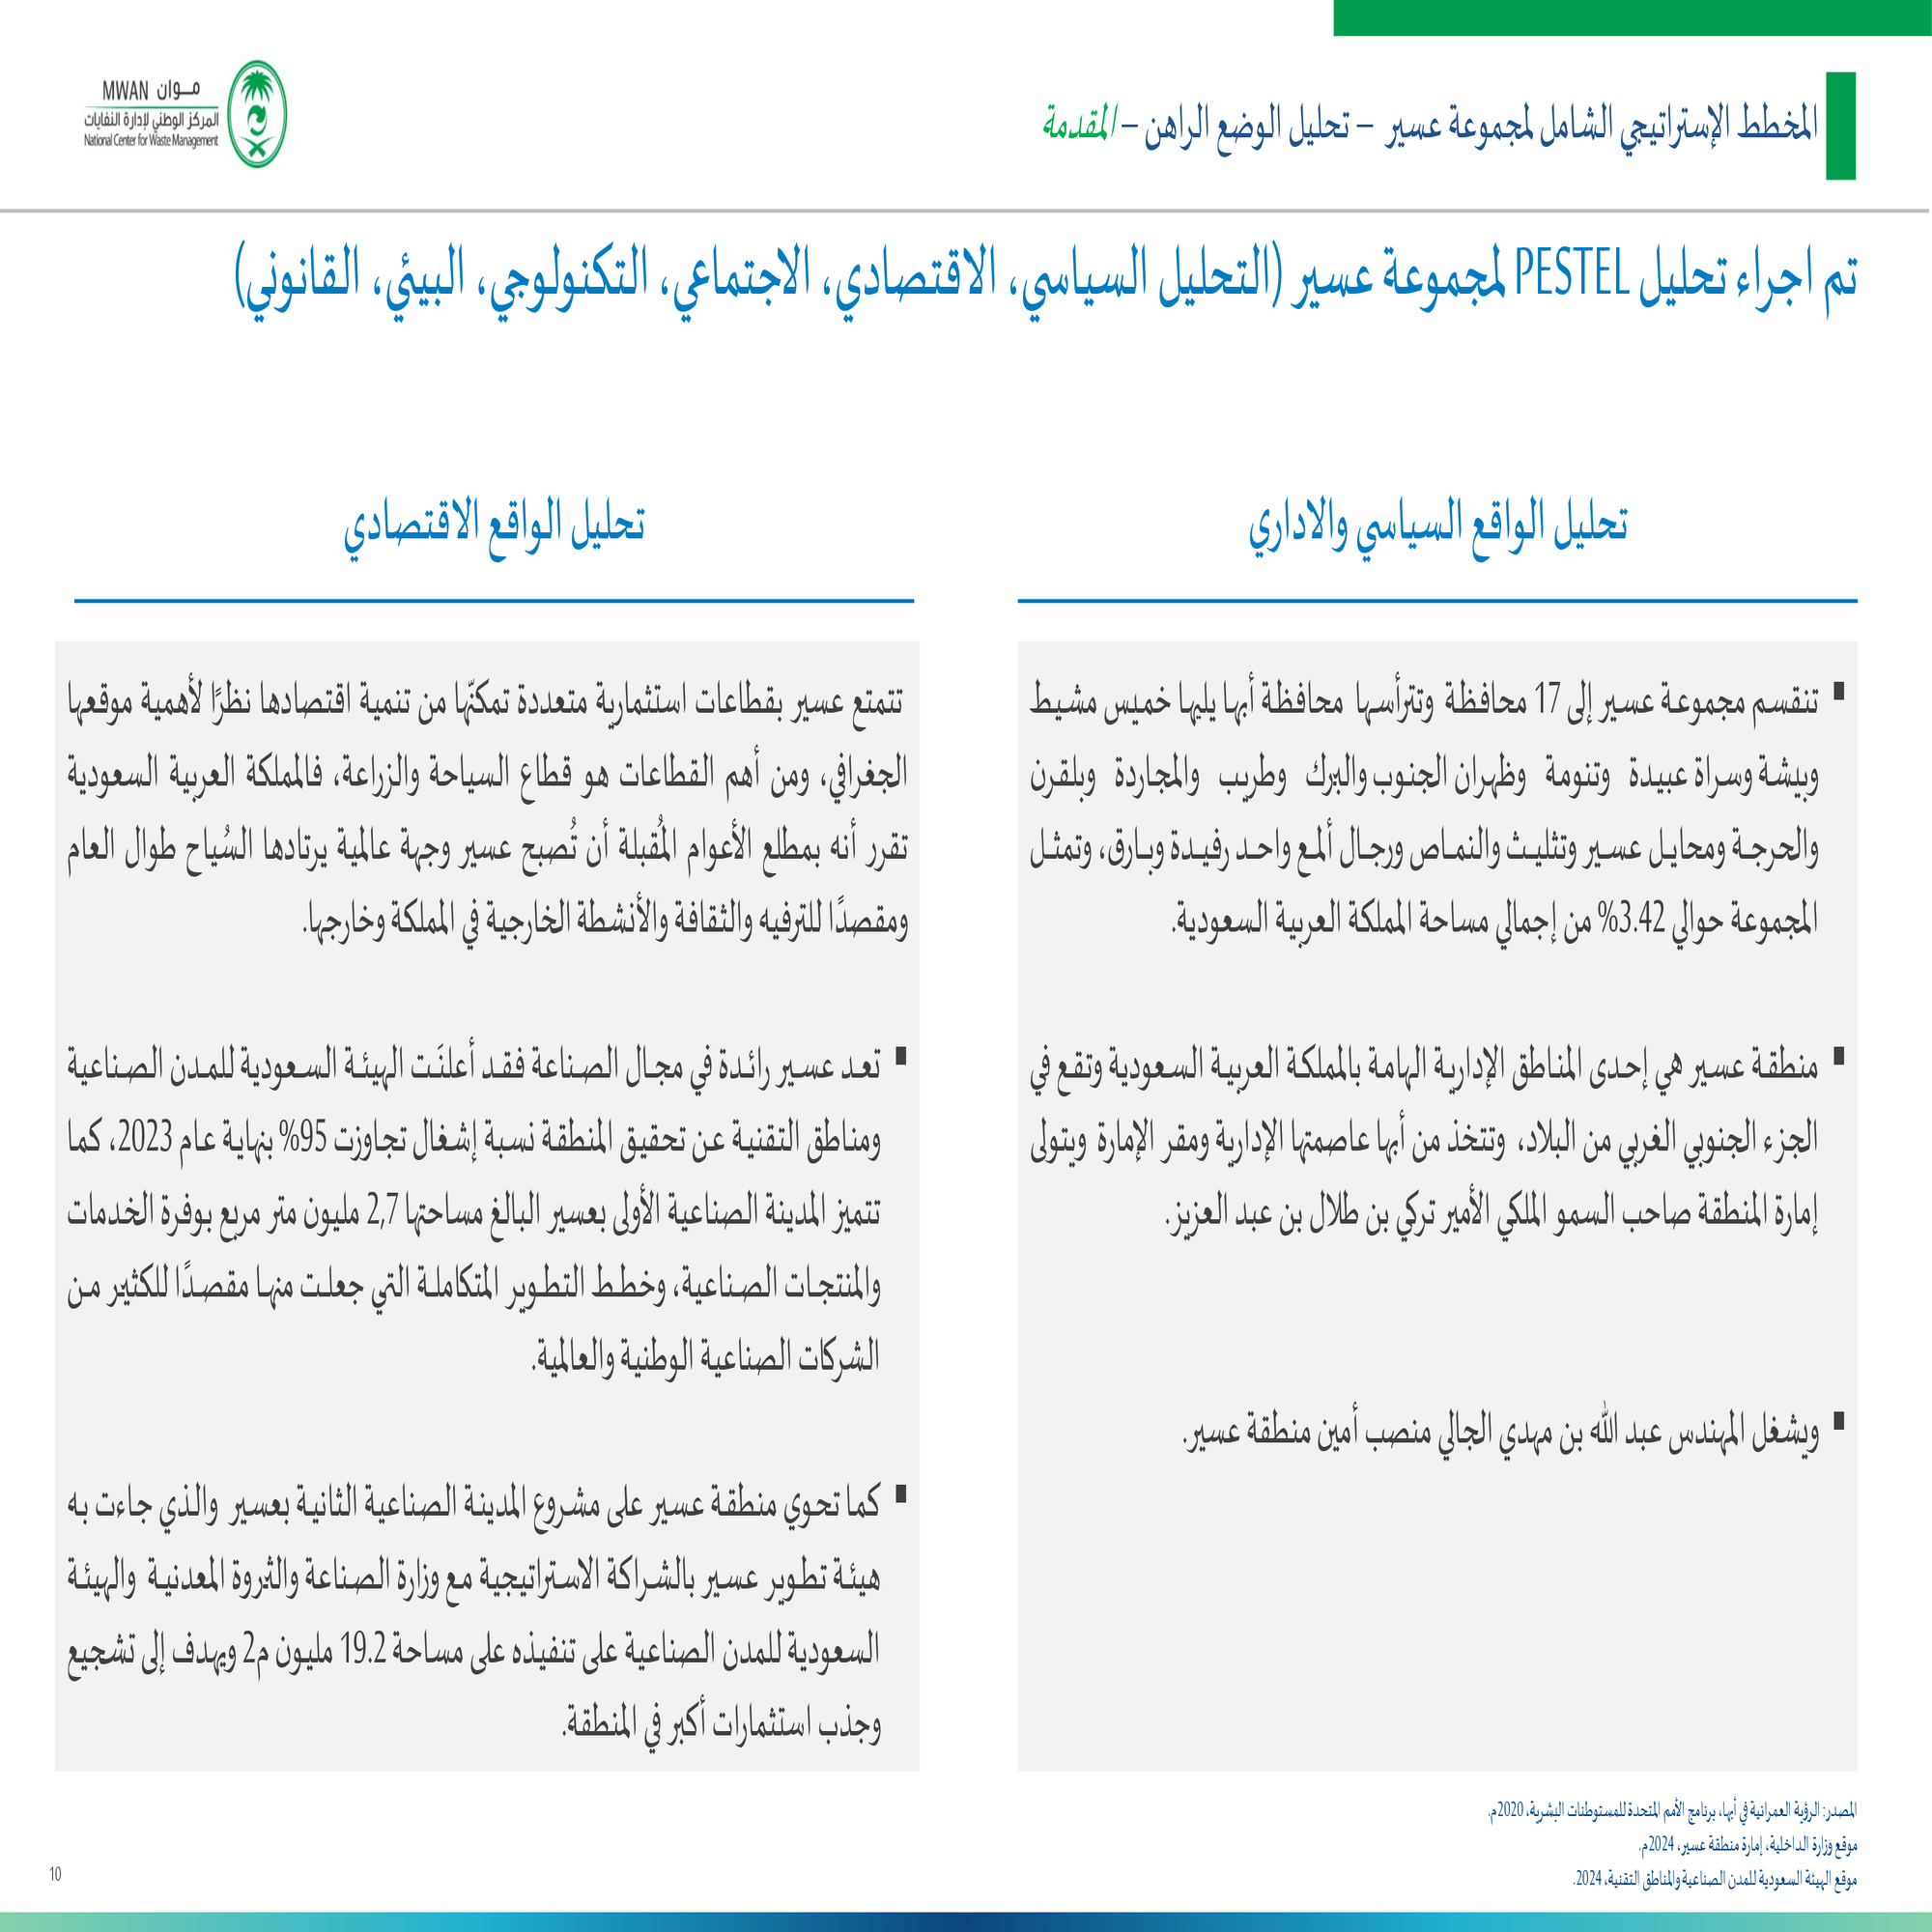 موان MWAN
المركز الوطني لإدارة النفايات
National Center for Waste Management
المخطط الإستراتيجي الشامل لمجموعة عسير – تحليل الوضع الراهن – المقدمة
تم اجراء تحليل PESTEL لمجموعة عسير (التحليل السياسي، الاقتصادي، الاجتماعي، التكنولوجي، البيئي، القانوني)
تحليل الواقع السياسي والاداري
▪ تنقسم مجموعة عسير إلى 17 محافظة وتترأسها محافظة أبها يليها خميس مشيط
وبيشة وسراة عبيدة وتنومة وظهران الجنوب والبرك وطريب والمجاردة وبلقرن
والحرجة ومحايل عسير وتثليث والنماص ورجال ألمع واحد رفيدة وبارق، وتمثل
المجموعة حوالي 3.42% من إجمالي مساحة المملكة العربية السعودية.
▪ منطقة عسير هي إحدى المناطق الإدارية الهامة بالمملكة العربية السعودية وتقع في
الجزء الجنوبي الغربي من البلاد، وتتخذ من أبها عاصمتها الإدارية ومقر الإمارة ويتولى
إمارة المنطقة صاحب السمو الملكي الأمير تركي بن طلال بن عبد العزيز.
▪ ويشغل المهندس عبد الله بن مهدي الجالي منصب أمين منطقة عسير.
تحليل الواقع الاقتصادي
تتمتع عسير بقطاعات استثمارية متعددة تمكنّها من تنمية اقتصادها نظرًا لأهمية موقعها
الجغرافي، ومن أهم القطاعات هو قطاع السياحة والزراعة، فالمملكة العربية السعودية
تقرر أنه بمطلع الأعوام المُقبلة أن تُصبح عسير وجهة عالمية يرتادها السُياح طوال العام
ومقصدًا للترفيه والثقافة والأنشطة الخارجية في المملكة وخارجها.
▪ تعد عسير رائدة في مجال الصناعة فقد أعلنَت الهيئة السعودية للمدن الصناعية
ومناطق التقنية عن تحقيق المنطقة نسبة إشغال تجاوزت 95% بنهاية عام 2023، كما
تتميز المدينة الصناعية الأولى بعسير البالغ مساحتها 2,7 مليون متر مربع بوفرة الخدمات
والمنتجات الصناعية، وخطط التطوير المتكاملة التي جعلت منها مقصدًا للكثير من
الشركات الصناعية الوطنية والعالمية.
▪ كما تحوي منطقة عسير على مشروع المدينة الصناعية الثانية بعسير والذي جاءت به
هيئة تطوير عسير بالشراكة الاستراتيجية مع وزارة الصناعة والثروة المعدنية والهيئة
السعودية للمدن الصناعية على تنفيذه على مساحة 19.2 مليون م2 ويهدف إلى تشجيع
وجذب استثمارات أكبر في المنطقة.
المصدر: الرؤية العمرانية في أبها، برنامج الأمم المتحدة للمستوطنات البشرية، 2020م.
موقع وزارة الداخلية، إمارة منطقة عسير، 2024م.
موقع الهيئة السعودية للمدن الصناعية والمناطق التقنية، 2024.
10